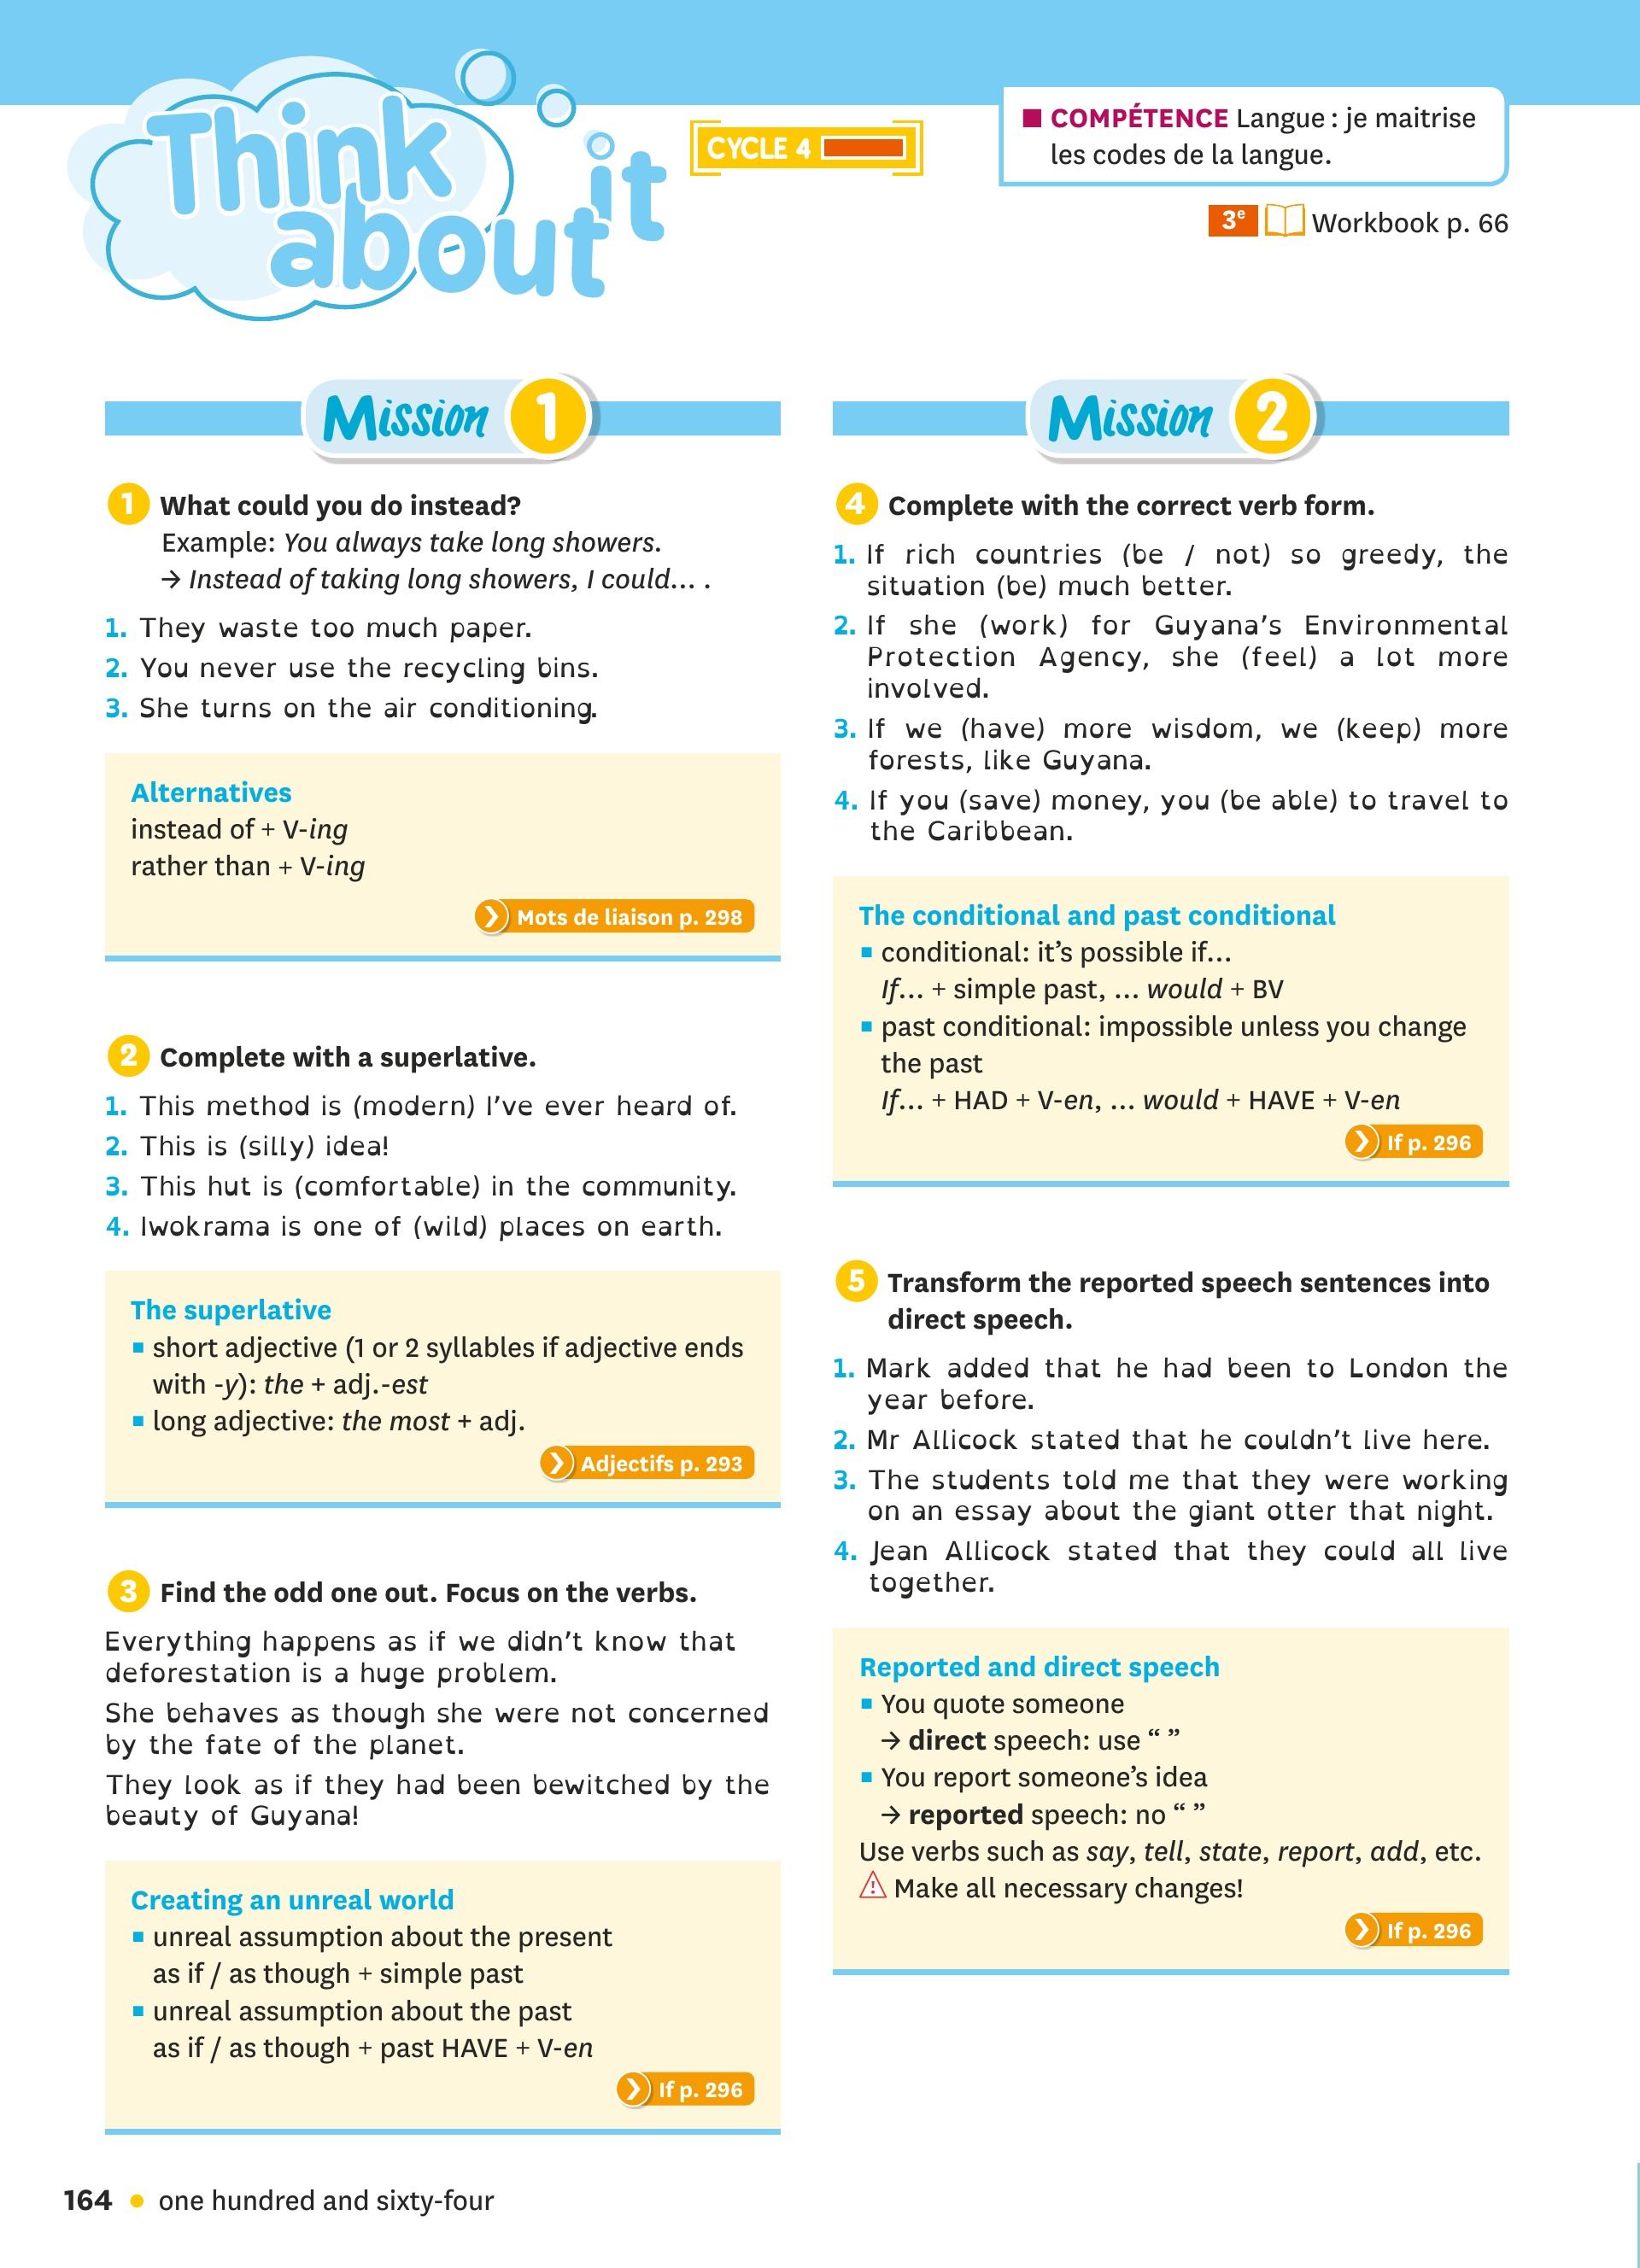 Think
about it
CYCLE 4
■ COMPÉTENCE Langue : je maitrise
les codes de la langue.
3e Workbook p. 66
Mission 1
1 What could you do instead?
Example: You always take long showers.
→ Instead of taking long showers, I could… .
1. They waste too much paper.
2. You never use the recycling bins.
3. She turns on the air conditioning.
Alternatives
instead of + V-ing
rather than + V-ing
Mots de liaison p. 298
2 Complete with a superlative.
1. This method is (modern) I've ever heard of.
2. This is (silly) idea!
3. This hut is (comfortable) in the community.
4. Iwokrama is one of (wild) places on earth.
The superlative
▪ short adjective (1 or 2 syllables if adjective ends
with -y): the + adj.-est
▪ long adjective: the most + adj.
Adjectifs p. 293
3 Find the odd one out. Focus on the verbs.
Everything happens as if we didn't know that
deforestation is a huge problem.
She behaves as though she were not concerned
by the fate of the planet.
They look as if they had been bewitched by the
beauty of Guyana!
Creating an unreal world
▪ unreal assumption about the present
as if / as though + simple past
▪ unreal assumption about the past
as if / as though + past HAVE + V-en
If p. 296
Mission 2
4 Complete with the correct verb form.
1. If rich countries (be / not) so greedy, the
situation (be) much better.
2. If she (work) for Guyana's Environmental
Protection Agency, she (feel) a lot more
involved.
3. If we (have) more wisdom, we (keep) more
forests, like Guyana.
4. If you (save) money, you (be able) to travel to
the Caribbean.
The conditional and past conditional
▪ conditional: it's possible if…
If… + simple past, … would + BV
▪ past conditional: impossible unless you change
the past
If… + HAD + V-en, … would + HAVE + V-en
If p. 296
5 Transform the reported speech sentences into
direct speech.
1. Mark added that he had been to London the
year before.
2. Mr Allicock stated that he couldn't live here.
3. The students told me that they were working
on an essay about the giant otter that night.
4. Jean Allicock stated that they could all live
together.
Reported and direct speech
▪ You quote someone
→ direct speech: use “ ”
▪ You report someone's idea
→ reported speech: no “ ”
Use verbs such as say, tell, state, report, add, etc.
⚠ Make all necessary changes!
If p. 296
164 • one hundred and sixty-four